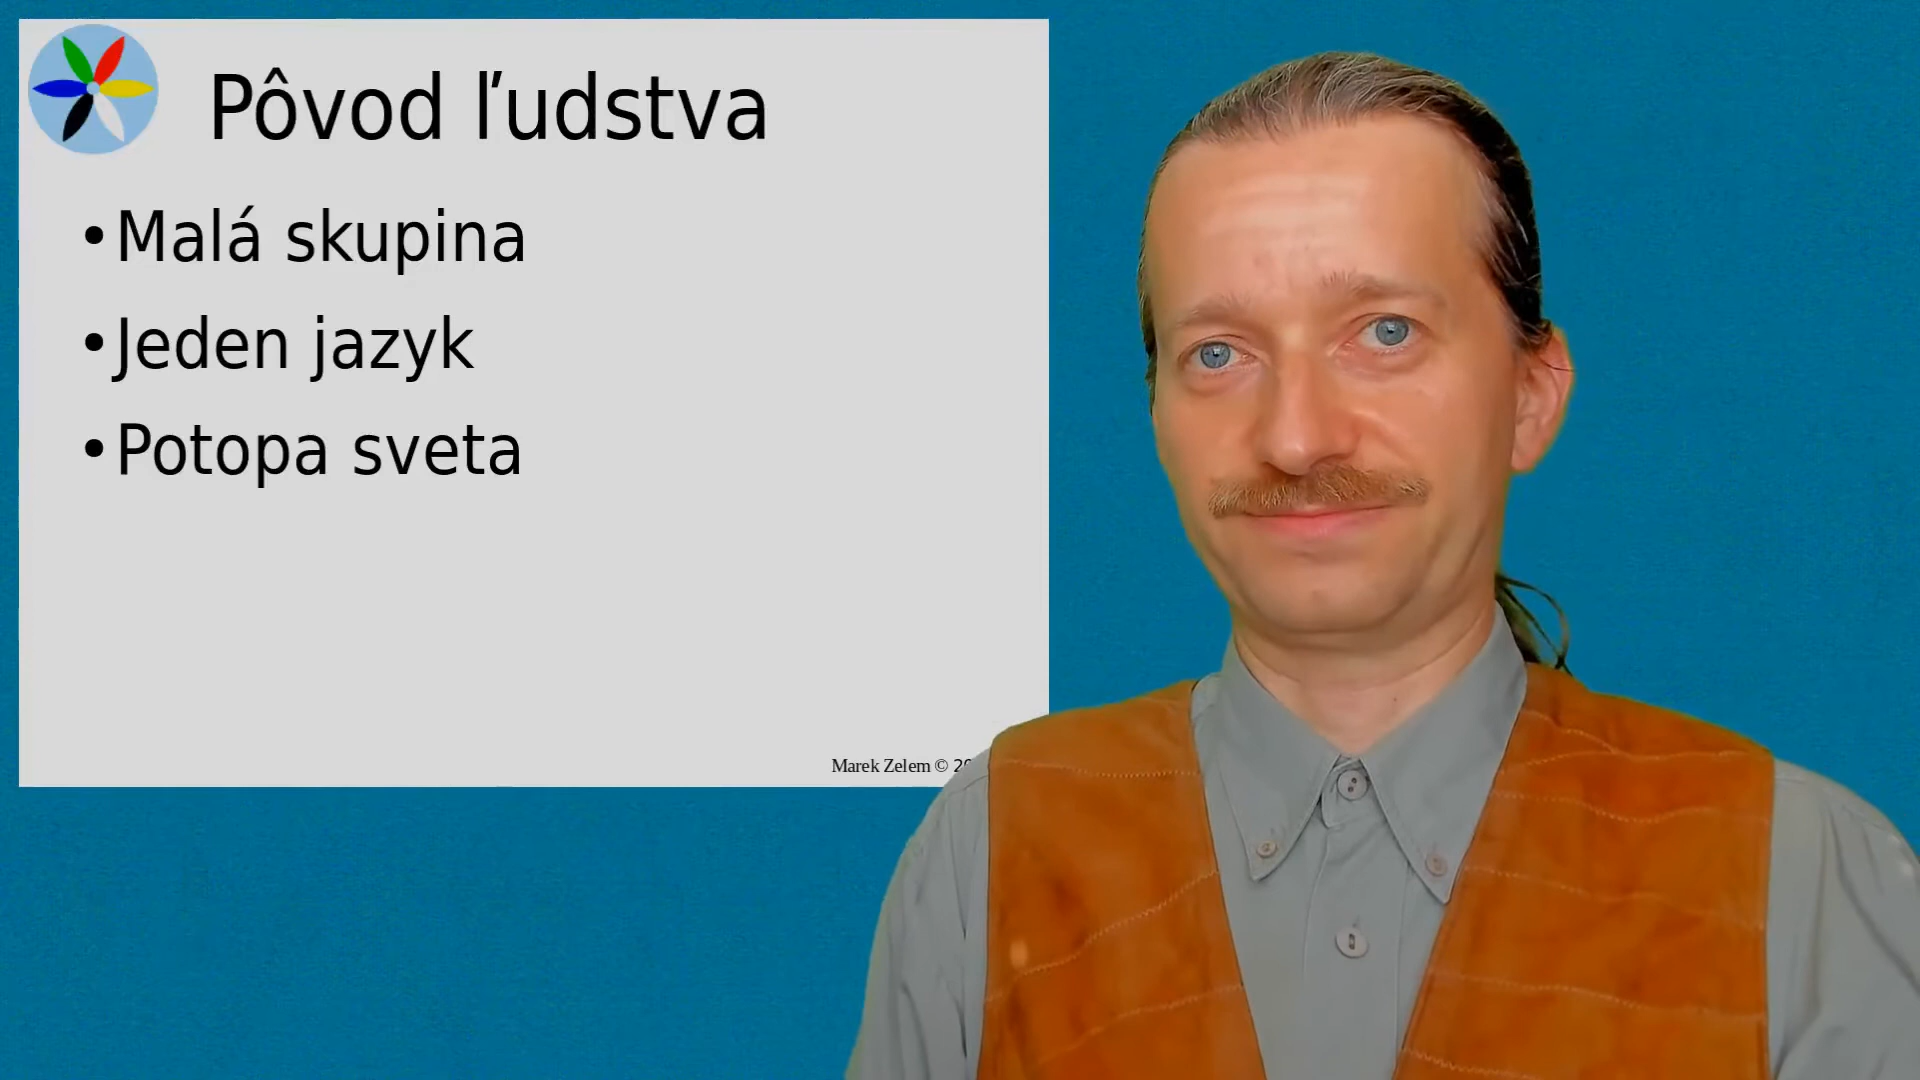 Pôvod ľudstva
• Malá skupina
• Jeden jazyk
• Potopa sveta
Marek Zelem ©